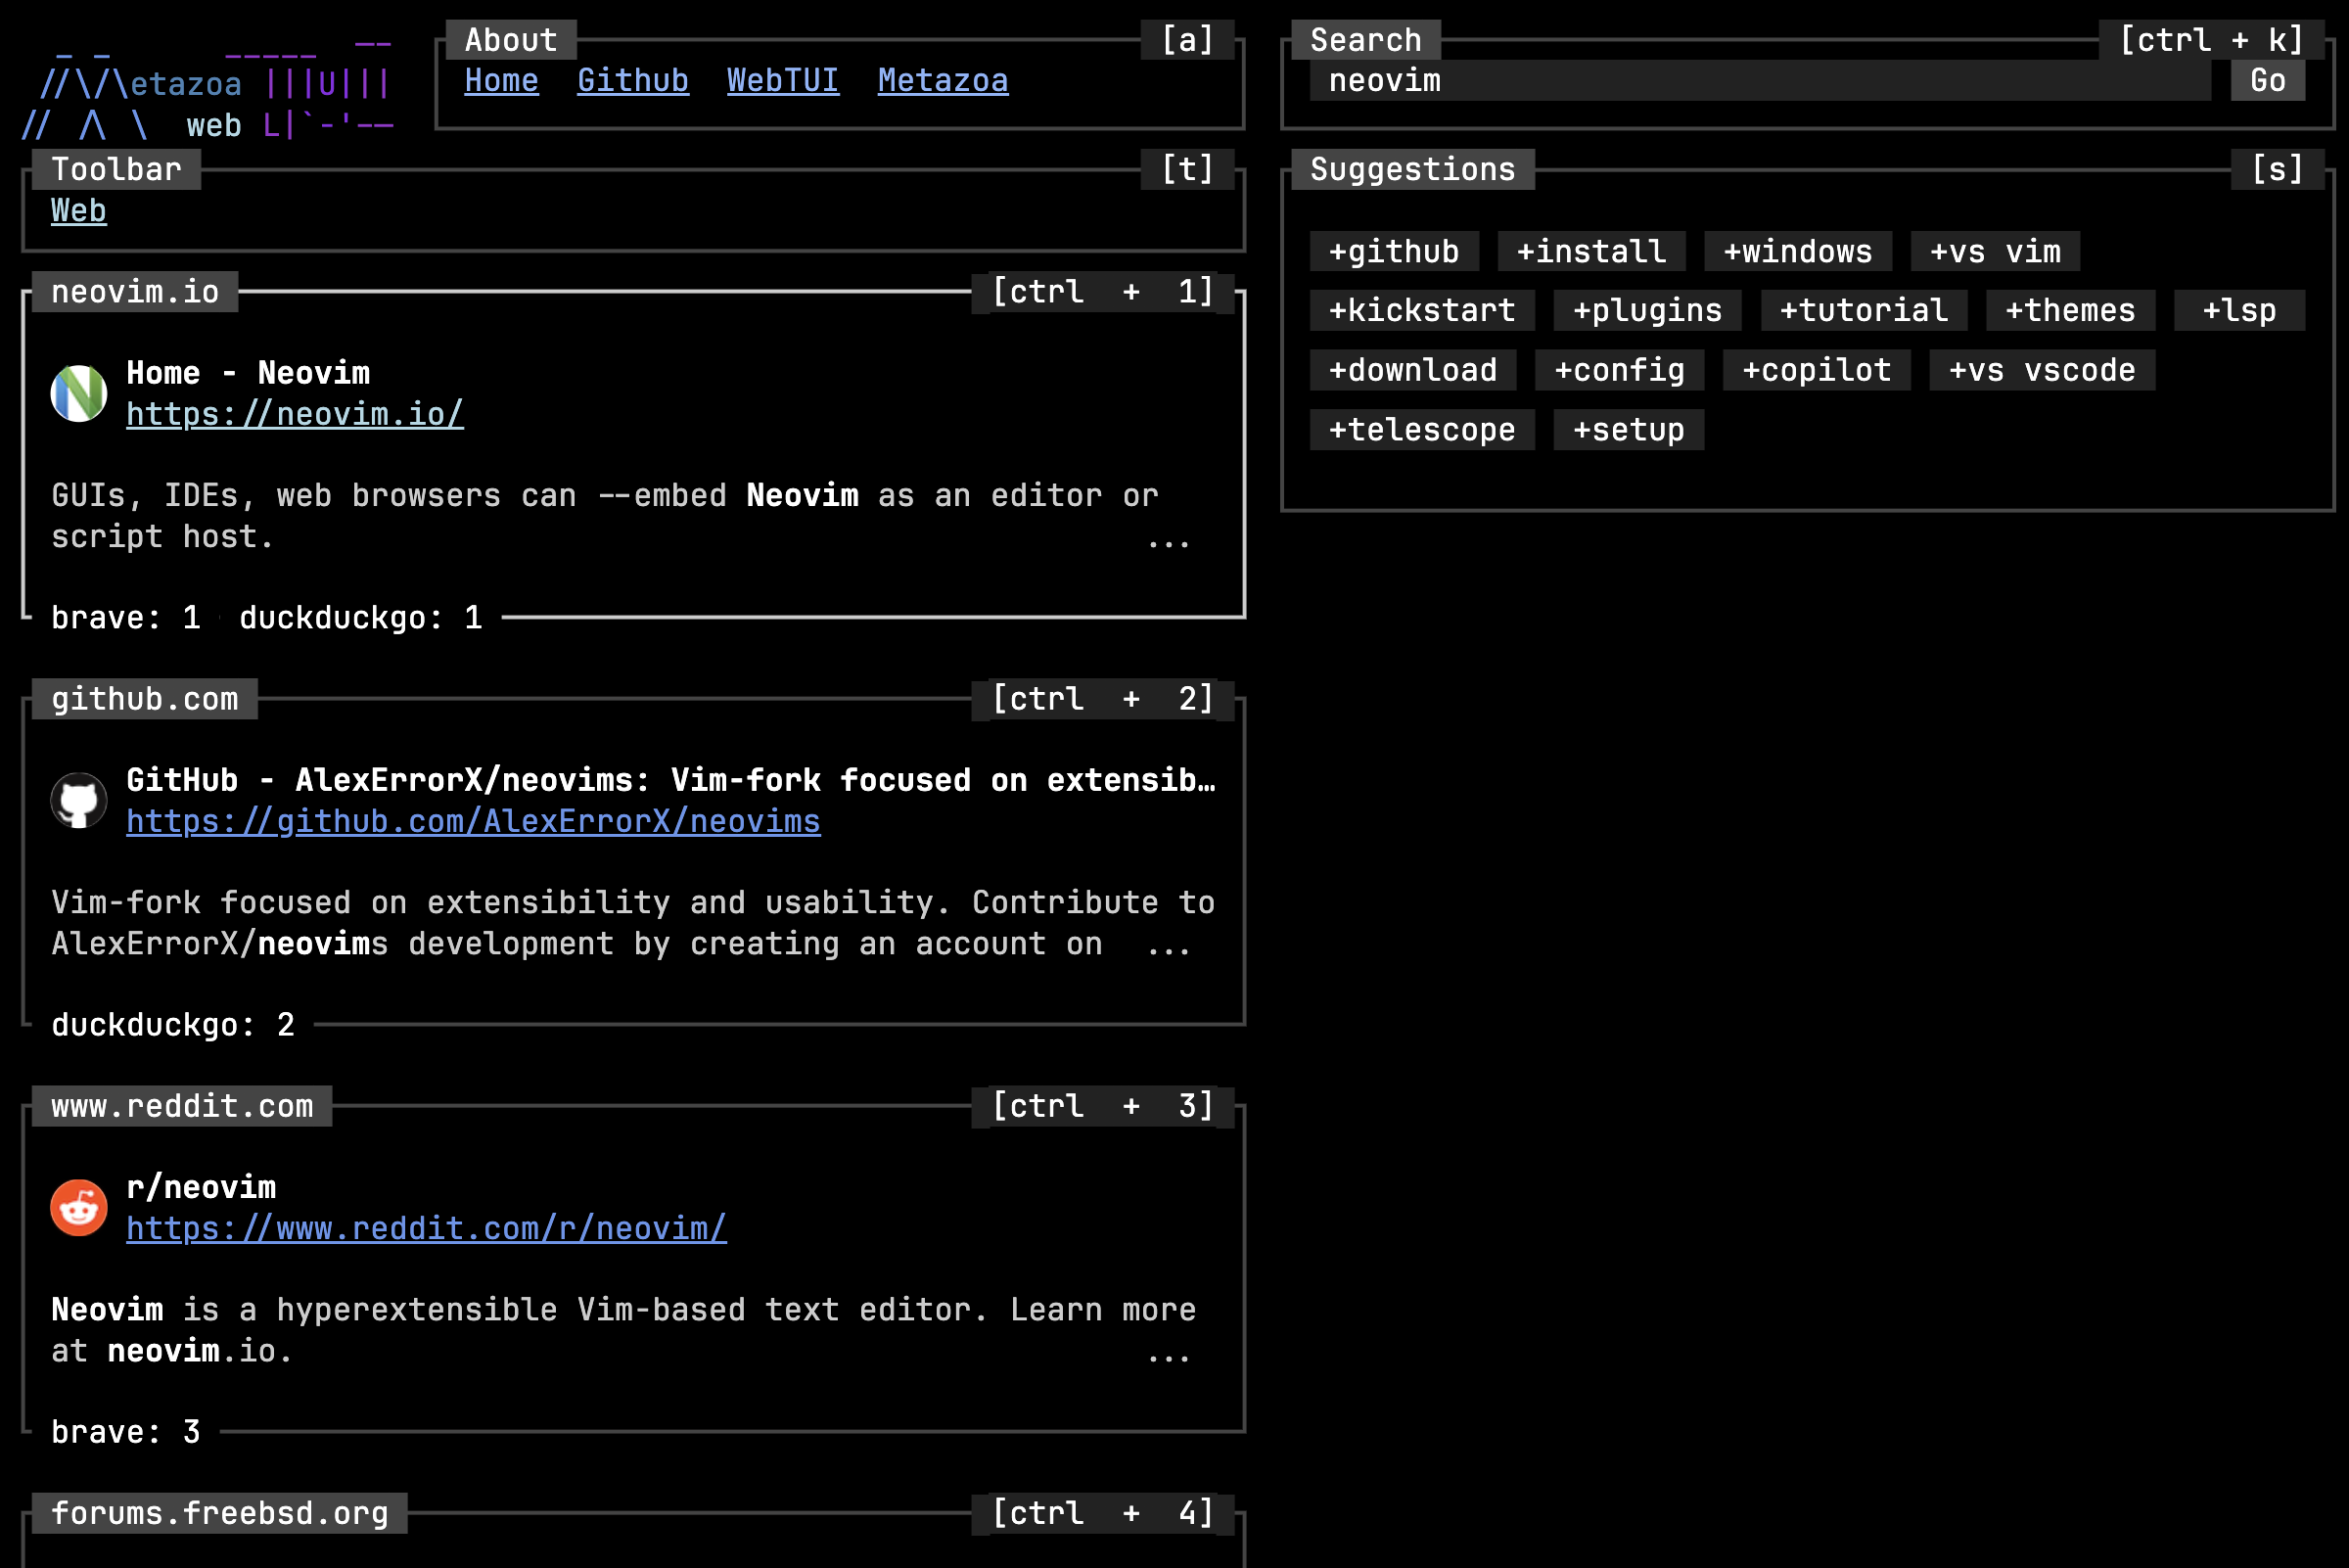 etazoa
web
About [a]
Home Github WebTUI Metazoa
Search [ctrl + k]
neovim Go
Toolbar [t]
Web
neovim.io [ctrl + 1]
Home - Neovim
https://neovim.io/
GUIs, IDEs, web browsers can --embed Neovim as an editor or
script host. ...
brave: 1 duckduckgo: 1
github.com [ctrl + 2]
GitHub - AlexErrorX/neovims: Vim-fork focused on extensib…
https://github.com/AlexErrorX/neovims
Vim-fork focused on extensibility and usability. Contribute to
AlexErrorX/neovims development by creating an account on ...
duckduckgo: 2
www.reddit.com [ctrl + 3]
r/neovim
https://www.reddit.com/r/neovim/
Neovim is a hyperextensible Vim-based text editor. Learn more
at neovim.io. ...
brave: 3
forums.freebsd.org [ctrl + 4]
Suggestions [s]
+github +install +windows +vs vim
+kickstart +plugins +tutorial +themes +lsp
+download +config +copilot +vs vscode
+telescope +setup